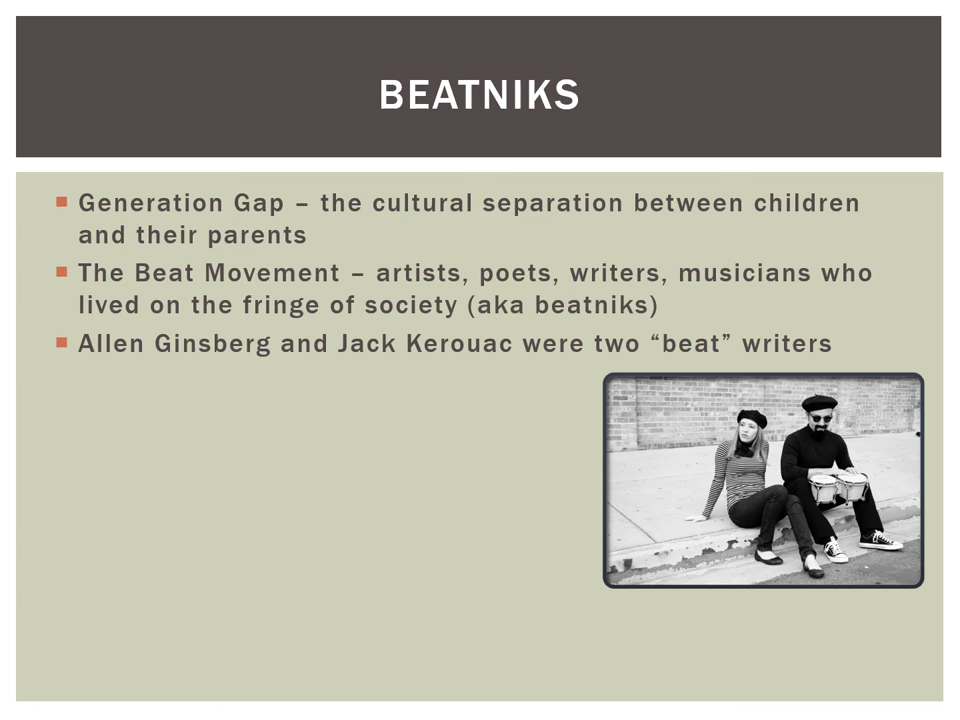 BEATNIKS
Generation Gap – the cultural separation between children
and their parents
The Beat Movement – artists, poets, writers, musicians who
lived on the fringe of society (aka beatniks)
Allen Ginsberg and Jack Kerouac were two “beat” writers